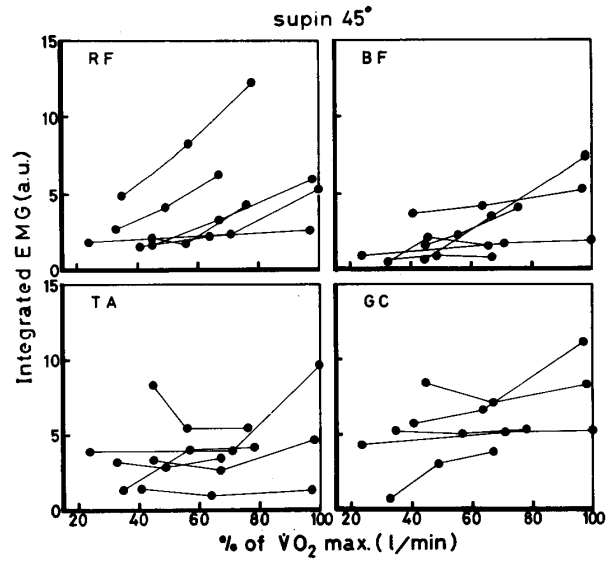 supin 45°
RF
BF
15
10
5
0
Integrated EMG (a.u.)
TA
GC
15
10
5
0
20 40 60 80 100
20 40 60 80 100
% of V̇O₂ max. (l/min)